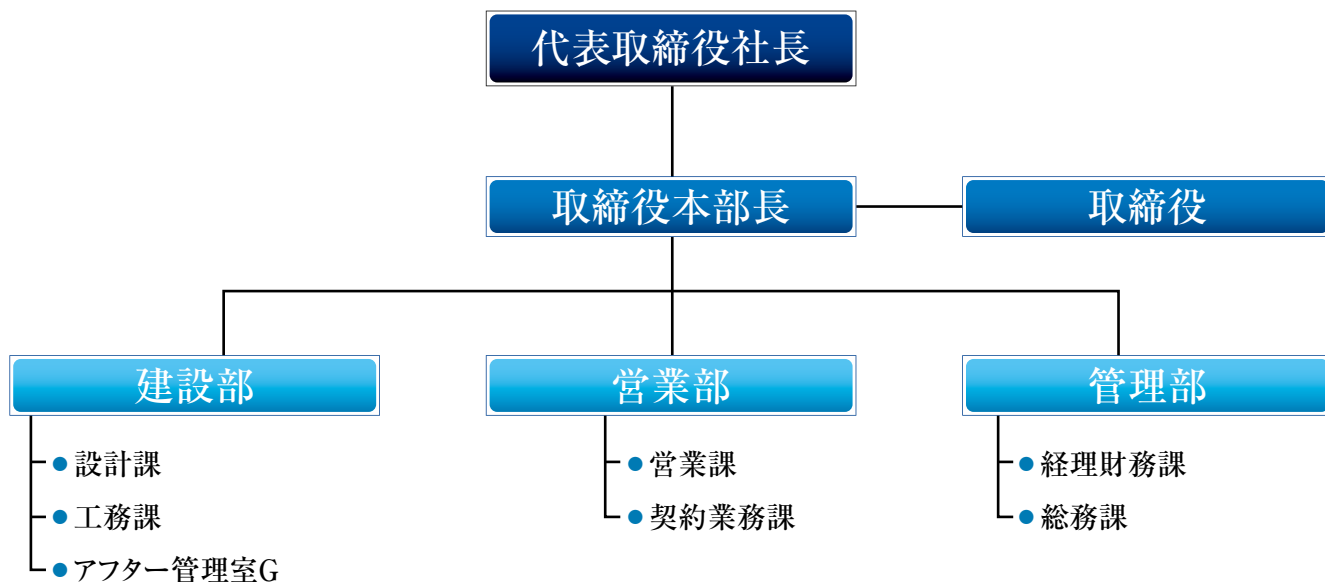 代表取締役社長
取締役本部長
取締役
建設部
設計課
工務課
アフター管理室G
営業部
営業課
契約業務課
管理部
経理財務課
総務課